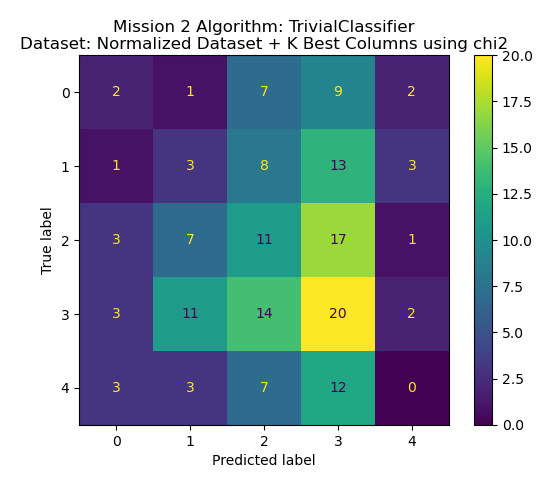 Mission 2 Algorithm: TrivialClassifier
Dataset: Normalized Dataset + K Best Columns using chi2
0 2 1 7 9 2
1 1 3 8 13 3
2 3 7 11 17 1
3 3 11 14 20 2
4 3 3 7 12 0
0 1 2 3 4
True label
Predicted label
20.0
17.5
15.0
12.5
10.0
7.5
5.0
2.5
0.0